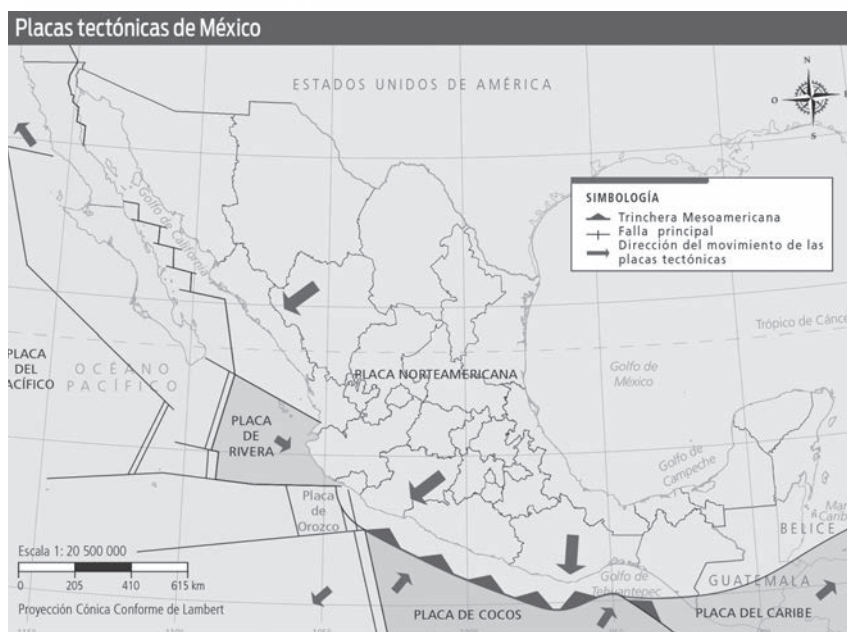 Placas tectónicas de México
ESTADOS UNIDOS DE AMÉRICA
N
O
S
SIMBOLOGÍA
Trinchera Mesoamericana
Falla principal
Dirección del movimiento de las
placas tectónicas
Golfo de California
Trópico de Cánce
PLACA
DEL
ACÍFICO
OCÉANO
PACÍFICO
PLACA NORTEAMERICANA
Golfo de
México
PLACA
DE
RIVERA
Golfo de
Campeche
Placa
de
Orozco
Mar
Carib
BELICE
Escala 1: 20 500 000
0 205 410 615 km
Proyección Cónica Conforme de Lambert
Golfo de
Tehuantepec
GUATEMALA
PLACA DE COCOS
PLACA DEL CARIBE